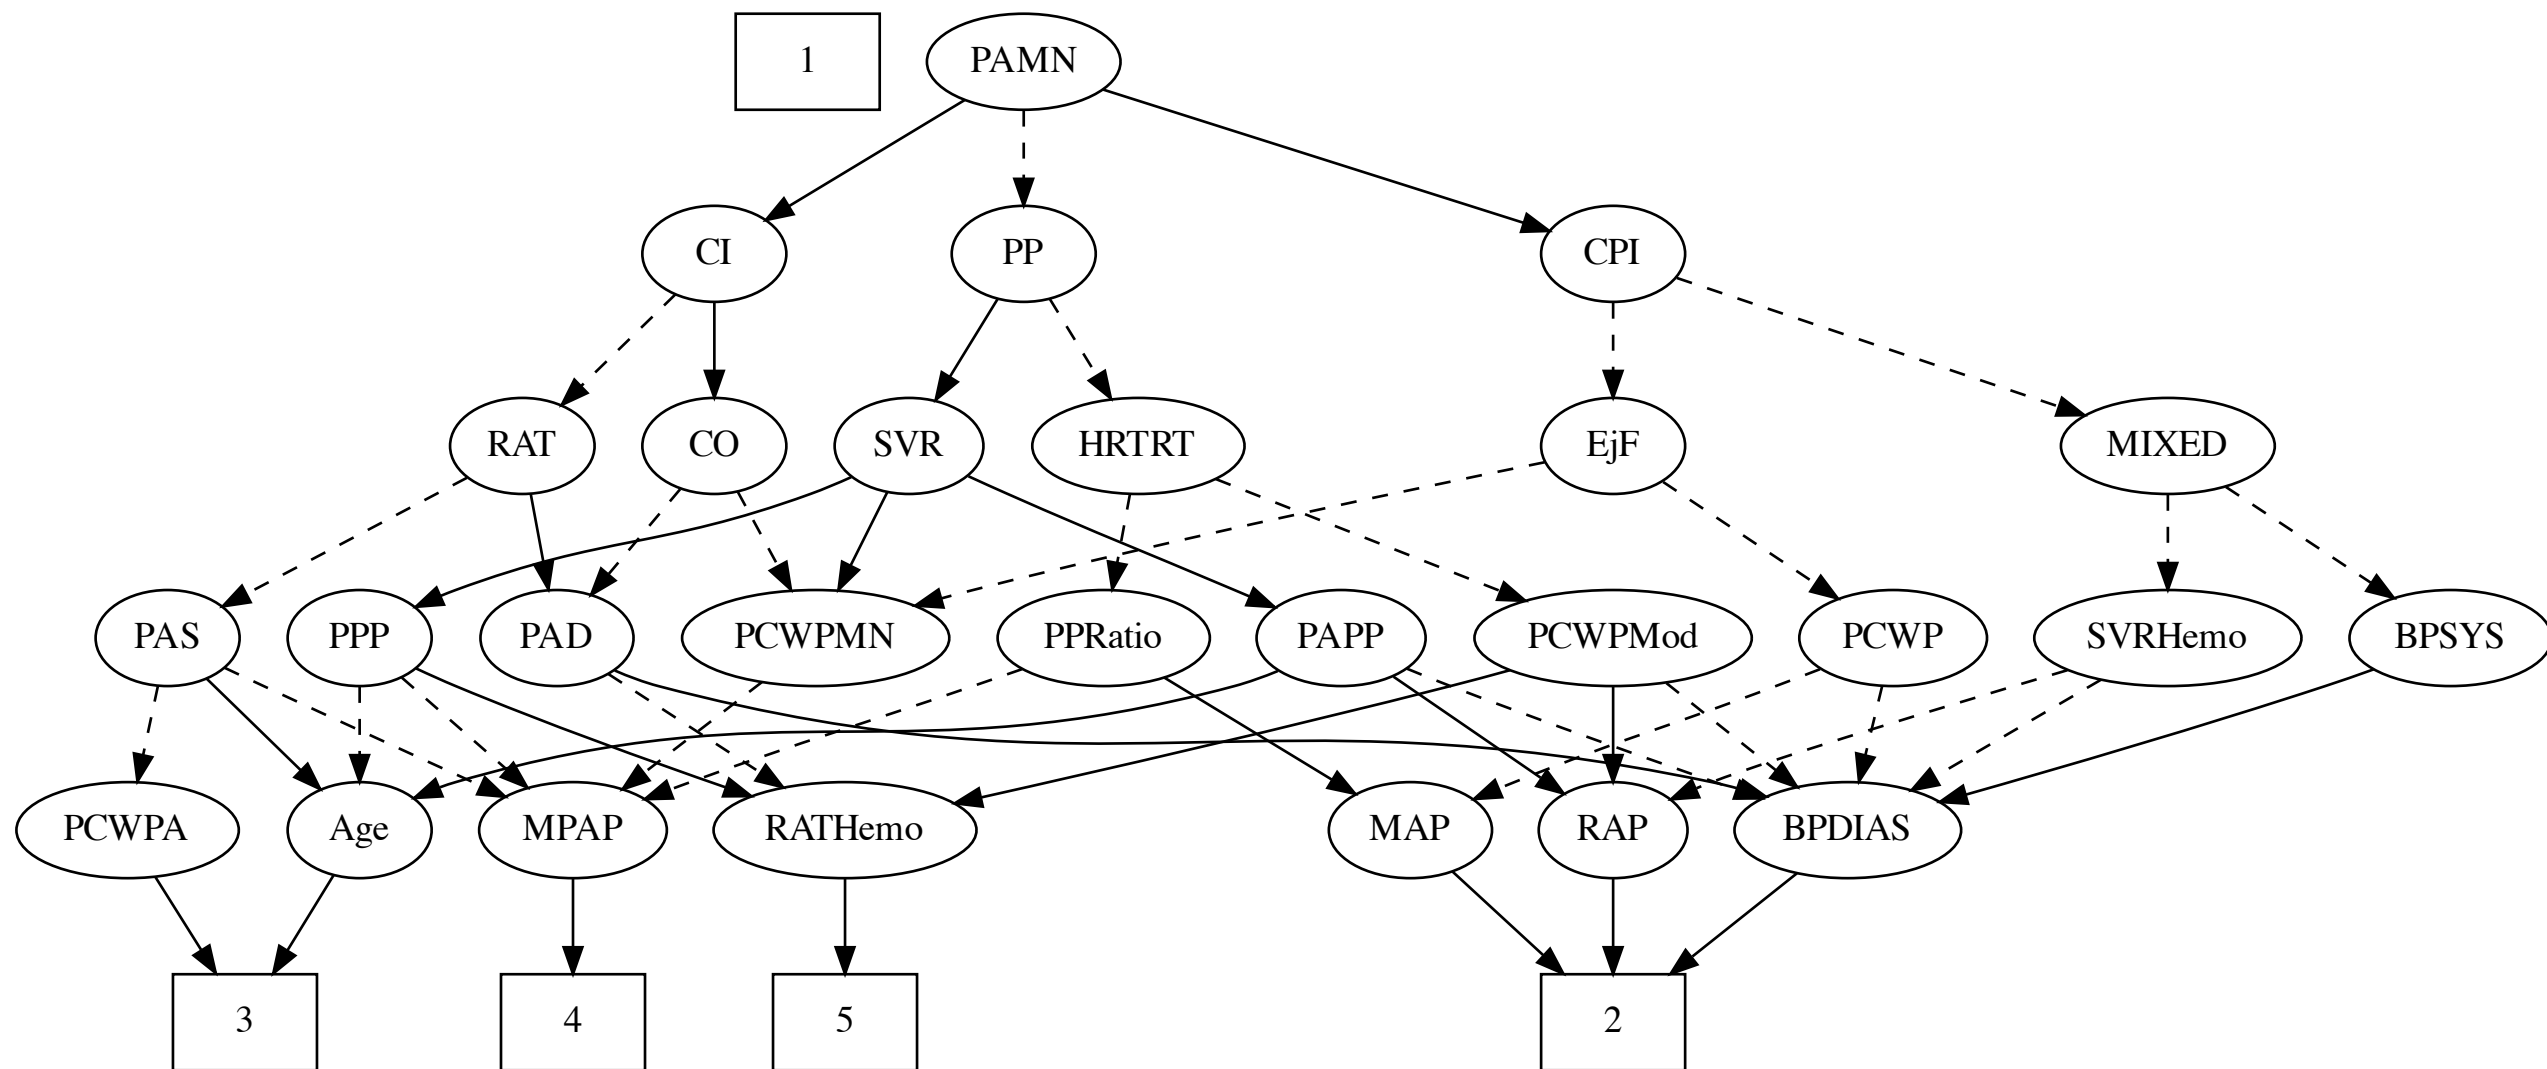 1
PAMN
CI
PP
CPI
RAT
CO
SVR
HRTRT
EjF
MIXED
PAS
PPP
PAD
PCWPMN
PPRatio
PAPP
PCWPMod
PCWP
SVRHemo
BPSYS
PCWPA
Age
MPAP
RATHemo
MAP
RAP
BPDIAS
3
4
5
2